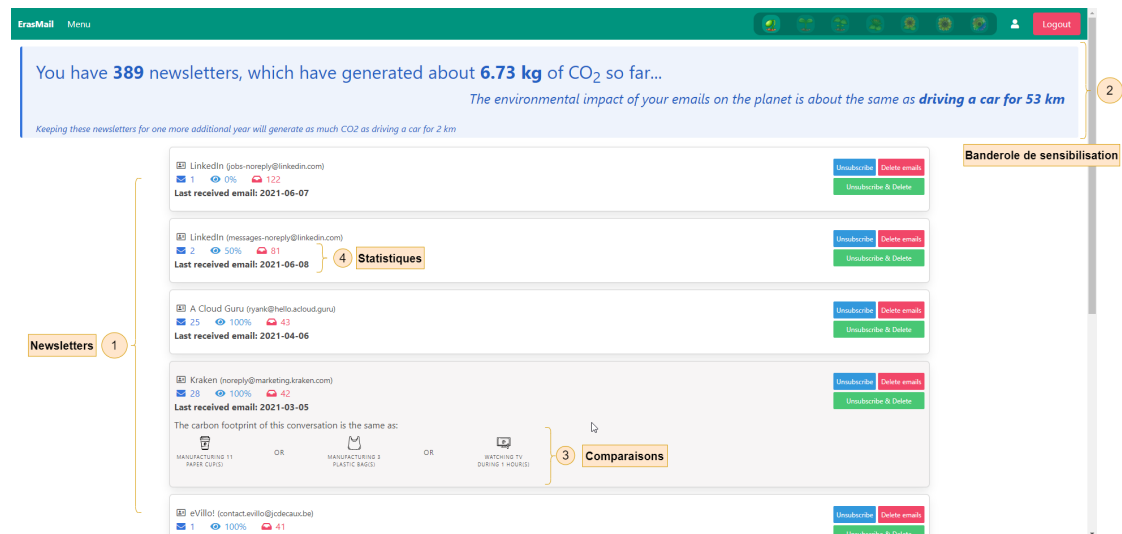 ErasMail Menu Logout
You have 389 newsletters, which have generated about 6.73 kg of CO2 so far...
The environmental impact of your emails on the planet is about the same as driving a car for 53 km
Keeping these newsletters for one more additional year will generate as much CO2 as driving a car for 2 km
2
Banderole de sensibilisation
LinkedIn (jobs-noreply@linkedin.com)
Unsubscribe Delete emails
1 0% 122
Unsubscribe & Delete
Last received email: 2021-06-07
LinkedIn (messages-noreply@linkedin.com)
Unsubscribe Delete emails
2 50% 81
Unsubscribe & Delete
Last received email: 2021-06-08
4 Statistiques
A Cloud Guru (ryank@hello.acloud.guru)
Unsubscribe Delete emails
25 100% 43
Unsubscribe & Delete
Last received email: 2021-04-06
Newsletters 1
Kraken (noreply@marketing.kraken.com)
Unsubscribe Delete emails
28 100% 42
Unsubscribe & Delete
Last received email: 2021-03-05
The carbon footprint of this conversation is the same as:
MANUFACTURING 11
PAPER CUP(S)
OR
MANUFACTURING 8
PLASTIC BAG(S)
OR
WATCHING TV
DURING 1 HOUR(S)
3 Comparaisons
eVillo! (contact.evillo@jcdecaux.be)
Unsubscribe Delete emails
1 100% 41
Unsubscribe & Delete